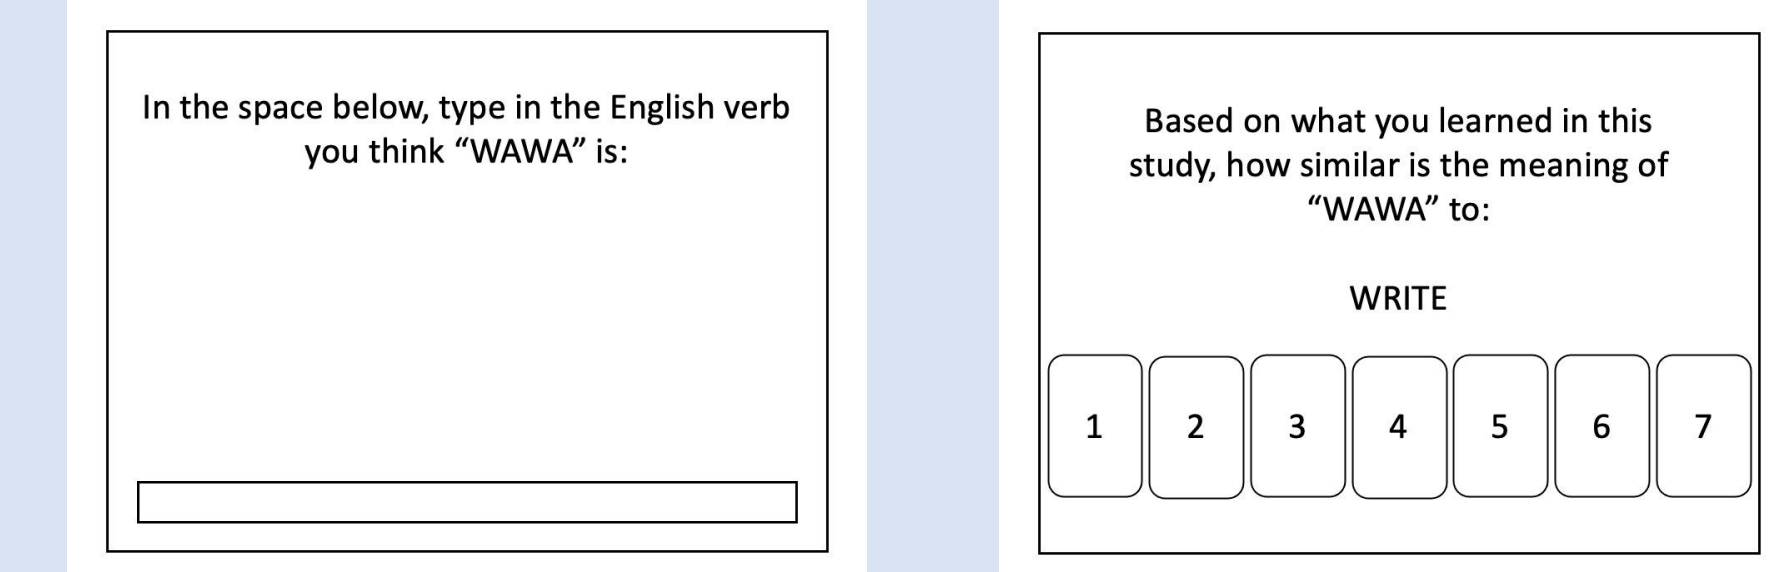 In the space below, type in the English verb
you think “WAWA” is:
Based on what you learned in this
study, how similar is the meaning of
“WAWA” to:
WRITE
1 2 3 4 5 6 7